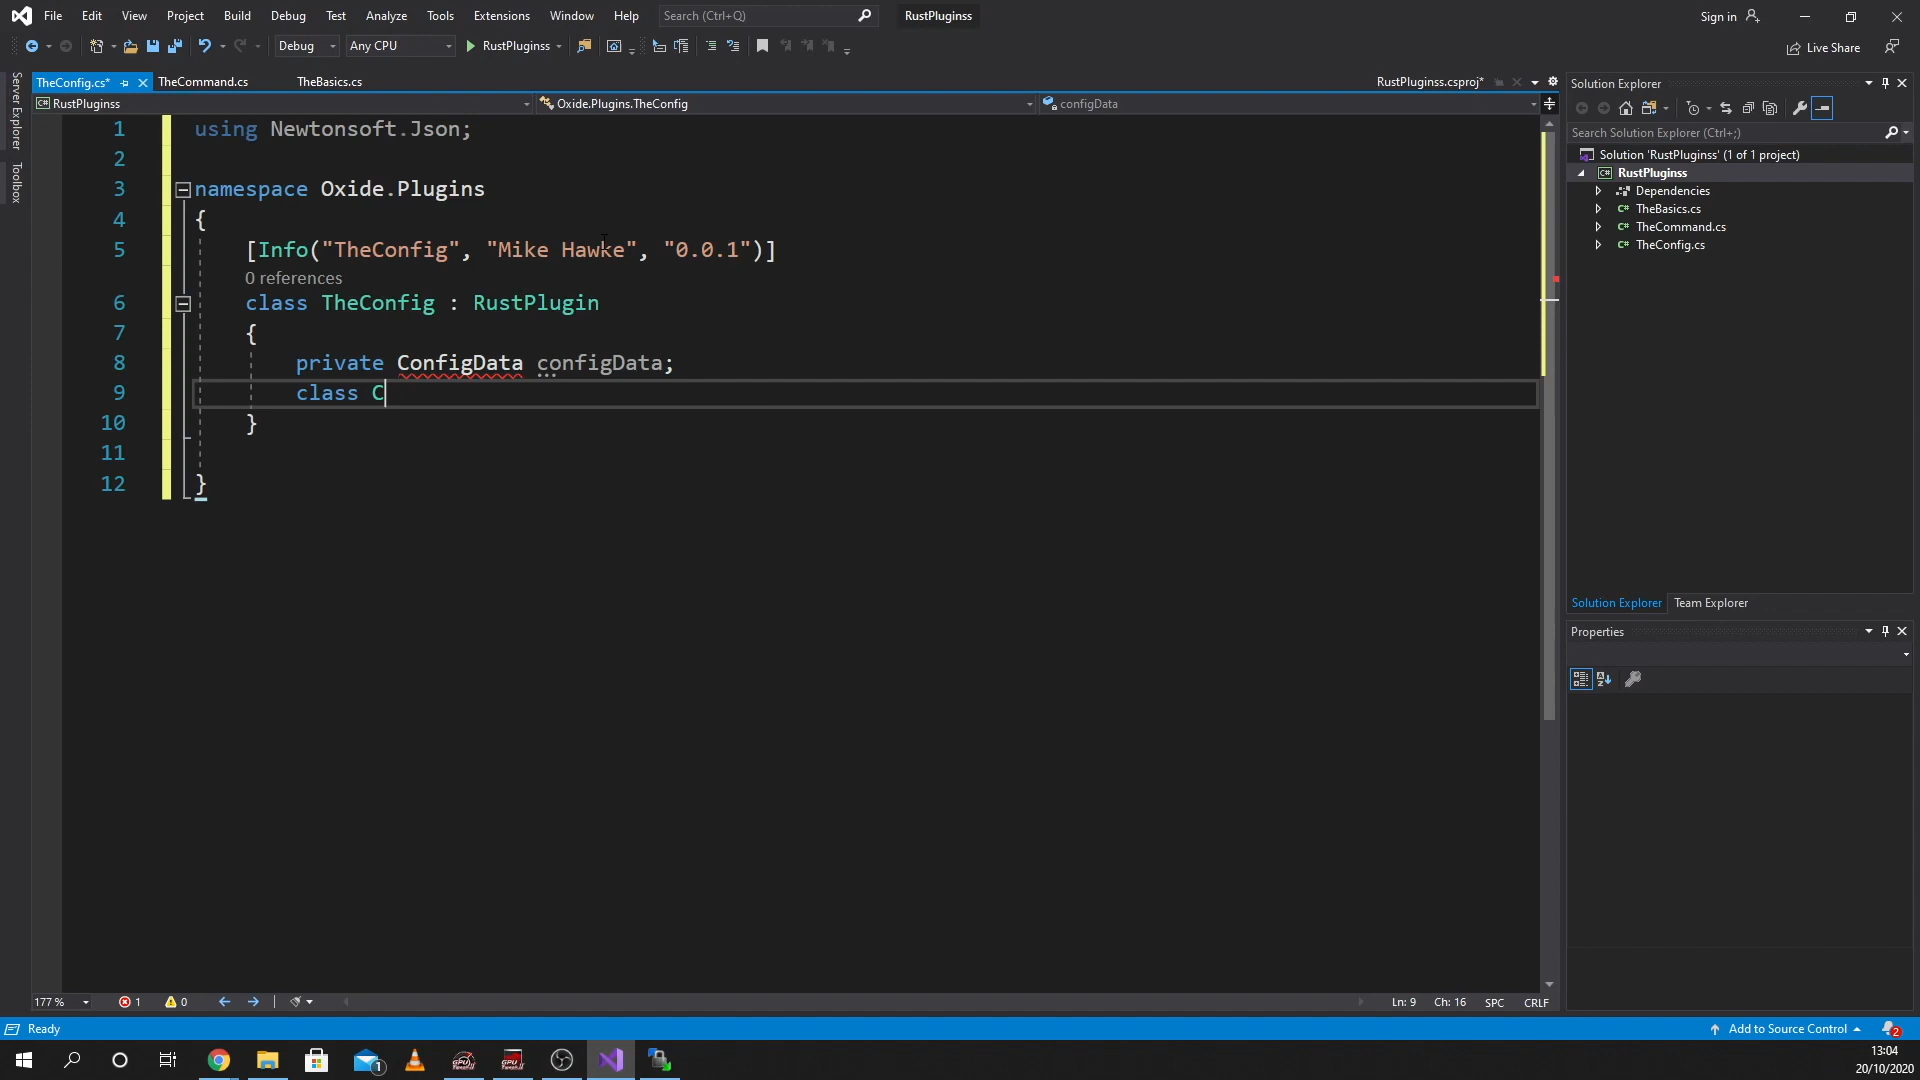 File Edit View Project Build Debug Test Analyze Tools Extensions Window Help Search (Ctrl+Q) RustPluginss Sign in
Debug Any CPU RustPluginss Live Share
TheConfig.cs* TheCommand.cs TheBasics.cs RustPluginss.csproj*
RustPluginss Oxide.Plugins.TheConfig configData
Server Explorer
Toolbox
1 using Newtonsoft.Json;
2
3 namespace Oxide.Plugins
4 {
5 [Info("TheConfig", "Mike Hawke", "0.0.1")]
0 references
6 class TheConfig : RustPlugin
7 {
8 private ConfigData configData;
9 class C
10 }
11
12 }
177 % 1 0 Ln: 9 Ch: 16 SPC CRLF
Solution Explorer
Search Solution Explorer (Ctrl+;)
Solution 'RustPluginss' (1 of 1 project)
C# RustPluginss
Dependencies
C# TheBasics.cs
C# TheCommand.cs
C# TheConfig.cs
Solution Explorer Team Explorer
Properties
Ready Add to Source Control 2
1 13:04
20/10/2020